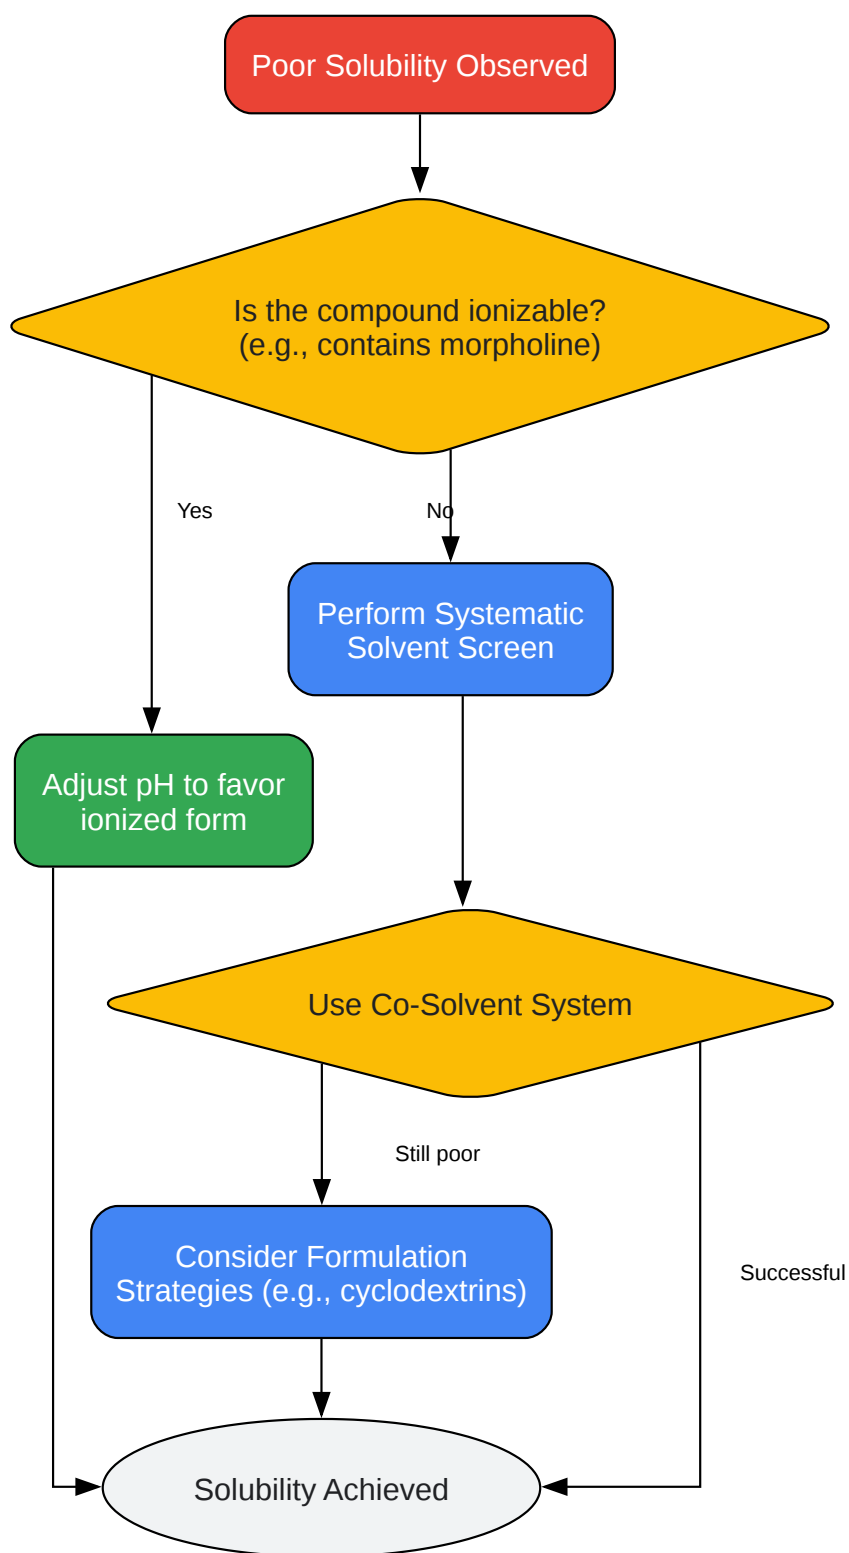 Poor Solubility Observed
Is the compound ionizable?
(e.g., contains morpholine)
Yes
No
Perform Systematic
Solvent Screen
Adjust pH to favor
ionized form
Use Co-Solvent System
Still poor
Consider Formulation
Strategies (e.g., cyclodextrins)
Successful
Solubility Achieved